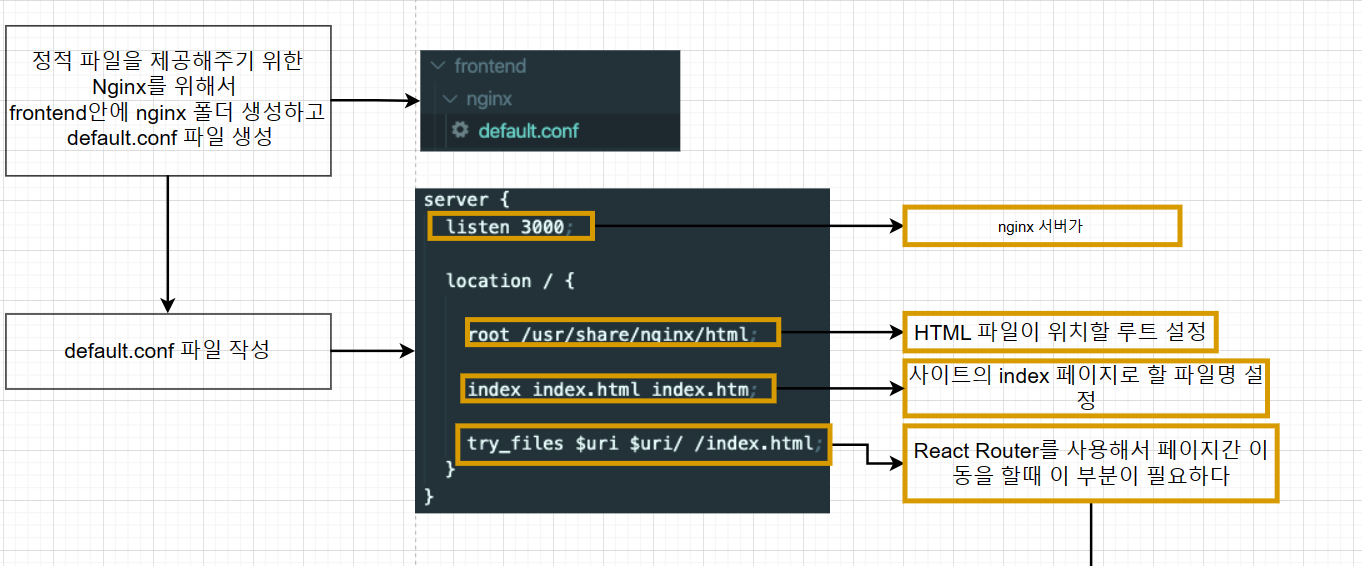 정적 파일을 제공해주기 위한
Nginx를 위해서
frontend안에 nginx 폴더 생성하고
default.conf 파일 생성
frontend
nginx
default.conf
default.conf 파일 작성
server {
listen 3000;
location / {
root /usr/share/nginx/html;
index index.html index.htm;
try_files $uri $uri/ /index.html;
}
}
nginx 서버가
HTML 파일이 위치할 루트 설정
사이트의 index 페이지로 할 파일명 설
정
React Router를 사용해서 페이지간 이
동을 할때 이 부분이 필요하다